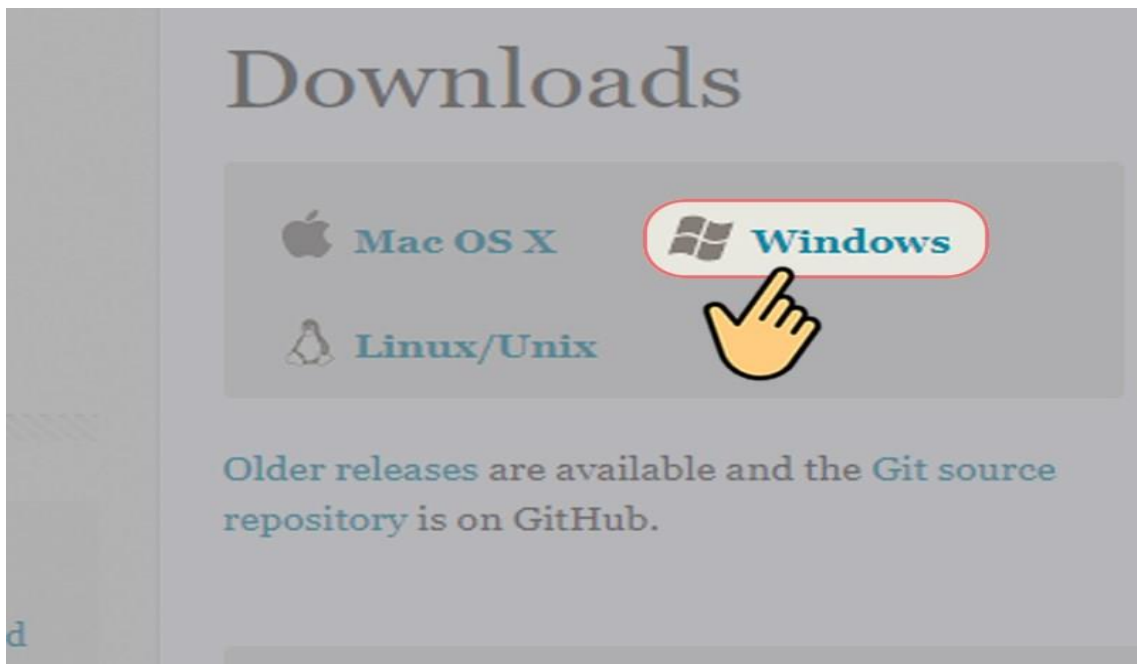 Downloads
Mac OS X
Windows
Linux/Unix
Older releases are available and the Git source
repository is on GitHub.
d